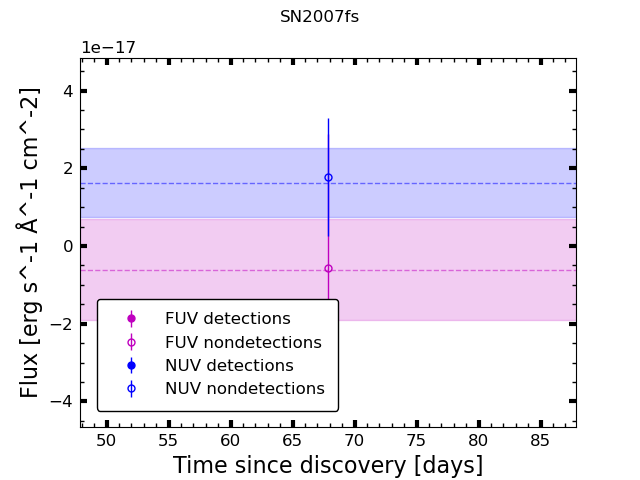 SN2007fs
1e−17
4
2
0
−2
−4
Flux [erg s^-1 Å^-1 cm^-2]
FUV detections
FUV nondetections
NUV detections
NUV nondetections
50 55 60 65 70 75 80 85
Time since discovery [days]